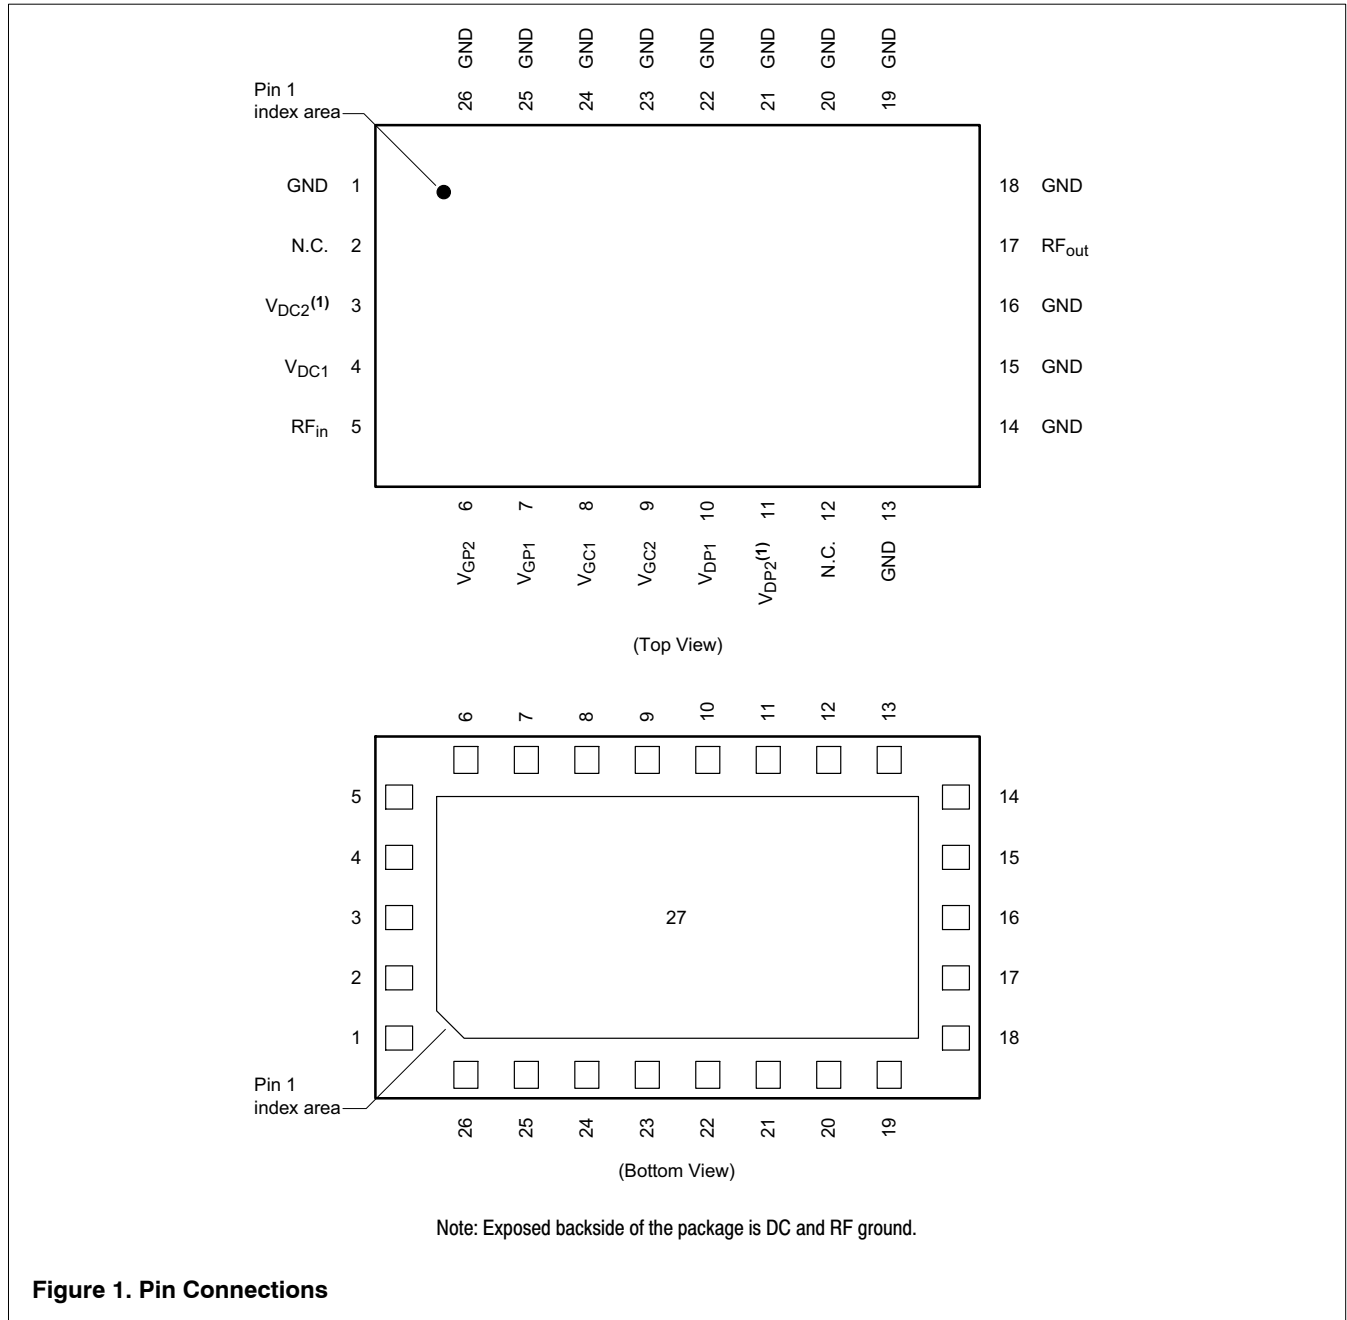 GND GND GND GND GND GND GND GND
26 25 24 23 22 21 20 19
Pin 1
index area
GND 1
N.C. 2
VDC2(1) 3
VDC1 4
RFin 5
18 GND
17 RFout
16 GND
15 GND
14 GND
6 7 8 9 10 11 12 13
VGP2 VGP1 VGC1 VGC2 VDP1 VDP2(1) N.C. GND
(Top View)
6 7 8 9 10 11 12 13
5
4
3
2
1
27
14
15
16
17
18
Pin 1
index area
26 25 24 23 22 21 20 19
(Bottom View)
Note: Exposed backside of the package is DC and RF ground.
Figure 1. Pin Connections